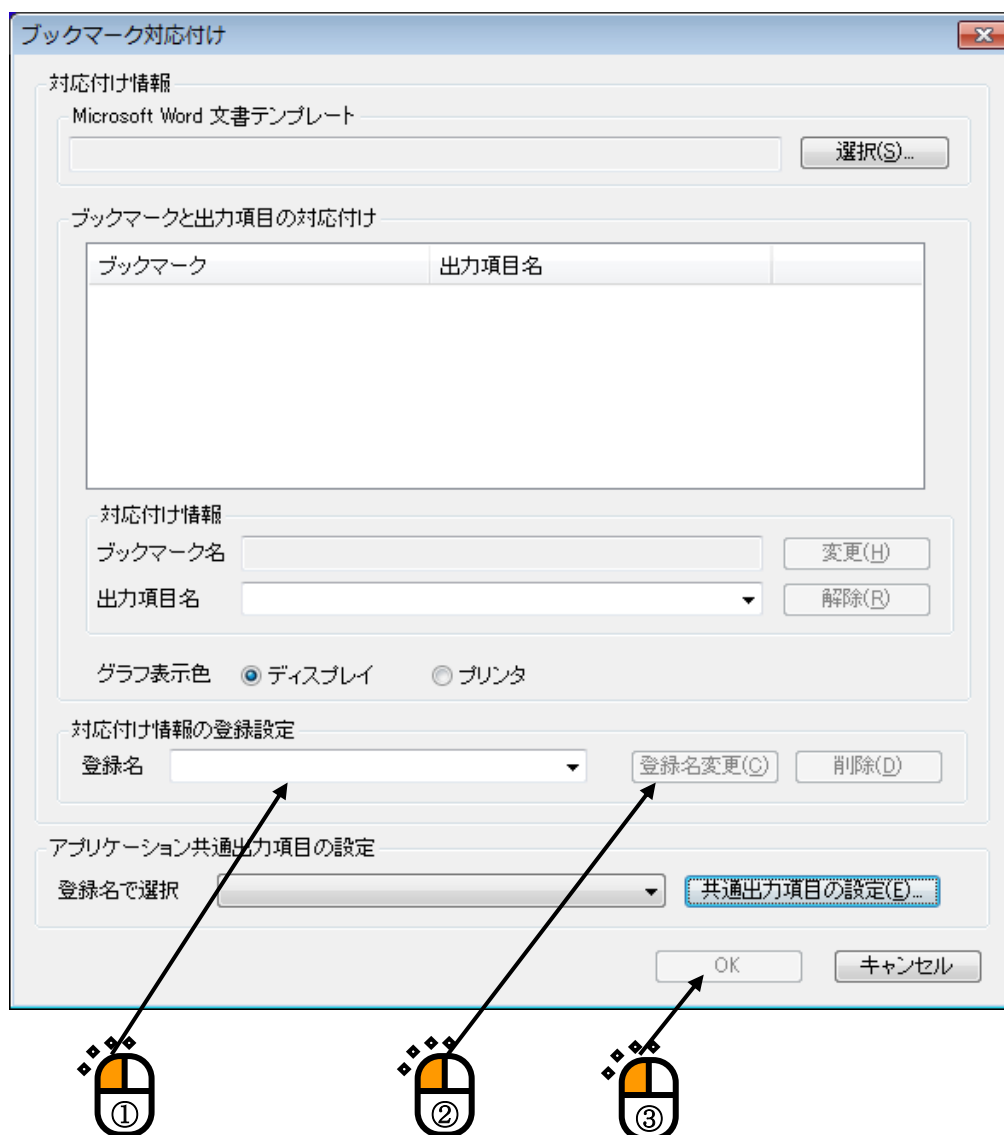 ブックマーク対応付け
対応付け情報
Microsoft Word 文書テンプレート
選択(S)...
ブックマークと出力項目の対応付け
ブックマーク 出力項目名
対応付け情報
ブックマーク名 変更(H)
出力項目名 解除(R)
グラフ表示色 ディスプレイ プリンタ
対応付け情報の登録設定
登録名 登録名変更(C) 削除(D)
アプリケーション共通出力項目の設定
登録名で選択 共通出力項目の設定(E)...
OK キャンセル
① ② ③